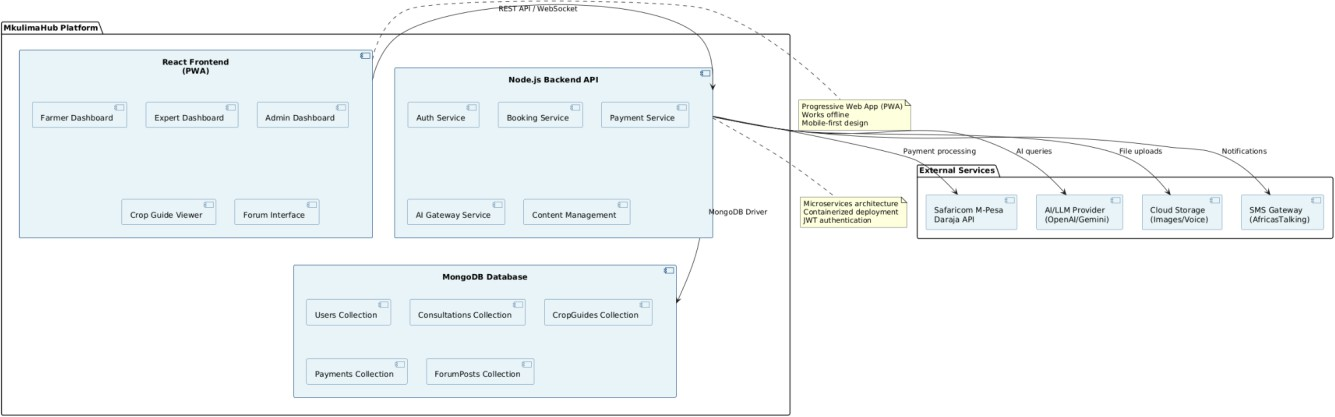 REST API / WebSocket
MkulimaHub Platform
React Frontend
(PWA)
Farmer Dashboard
Expert Dashboard
Admin Dashboard
Crop Guide Viewer
Forum Interface
Node.js Backend API
Auth Service
Booking Service
Payment Service
AI Gateway Service
Content Management
MongoDB Driver
MongoDB Database
Users Collection
Consultations Collection
CropGuides Collection
Payments Collection
ForumPosts Collection
Progressive Web App (PWA)
Works offline
Mobile-first design
Microservices architecture
Containerized deployment
JWT authentication
Payment processing
AI queries
File uploads
Notifications
External Services
Safaricom M-Pesa
Daraja API
AI/LLM Provider
(OpenAI/Gemini)
Cloud Storage
(Images/Voice)
SMS Gateway
(AfricasTalking)